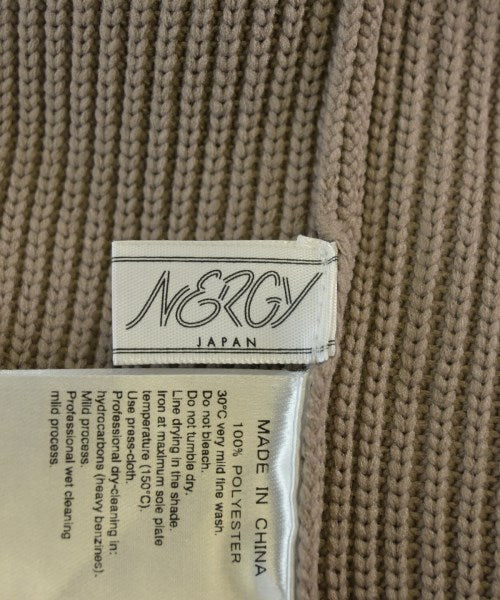 NERGY
JAPAN
MADE IN CHINA
100% POLYESTER
30°C very mild fine wash.
Do not bleach.
Do not tumble dry.
Line drying in the shade.
Iron at maximum sole plate
temperature (150°C).
Use press-cloth.
Professional dry-cleaning in:
hydrocarbons (heavy benzines).
Mild process.
Professional wet cleaning
mild process.